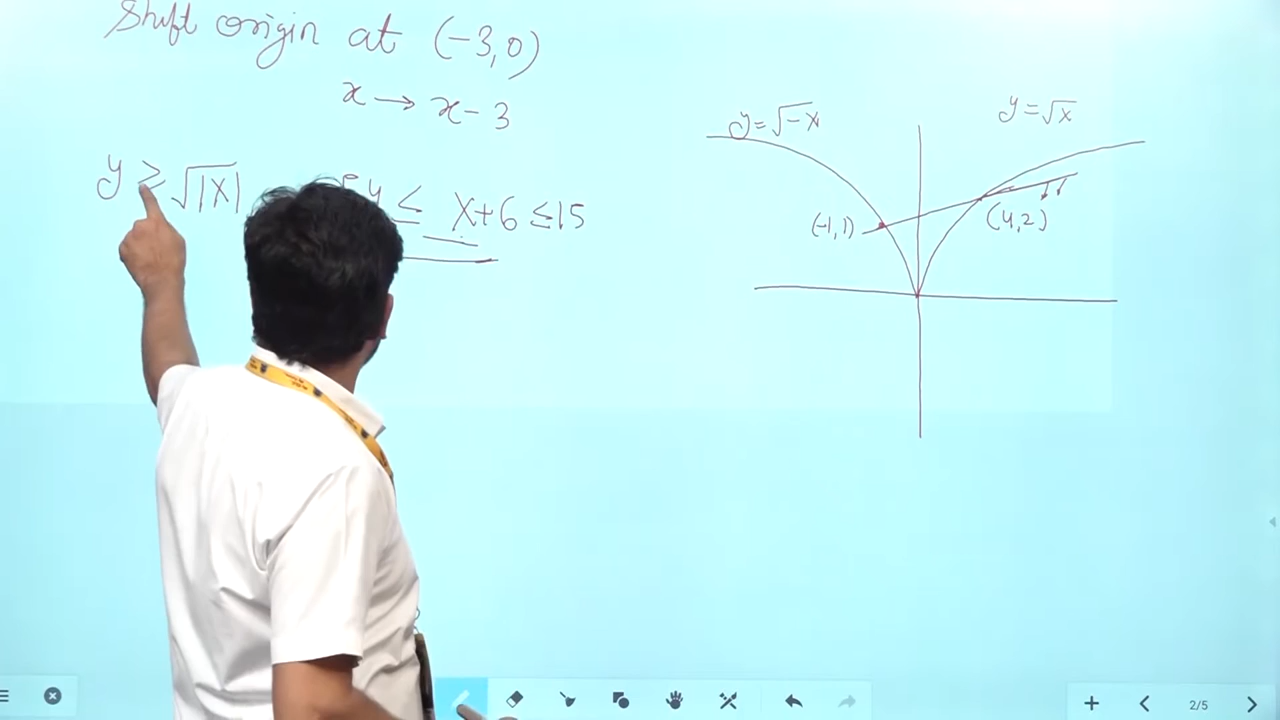 Shift origin at (-3,0)
x → x-3
y ≥ √|x| y ≤ x+6 ≤15
y=√-x
y=√x
(-1,1)
(4,2)
2/5